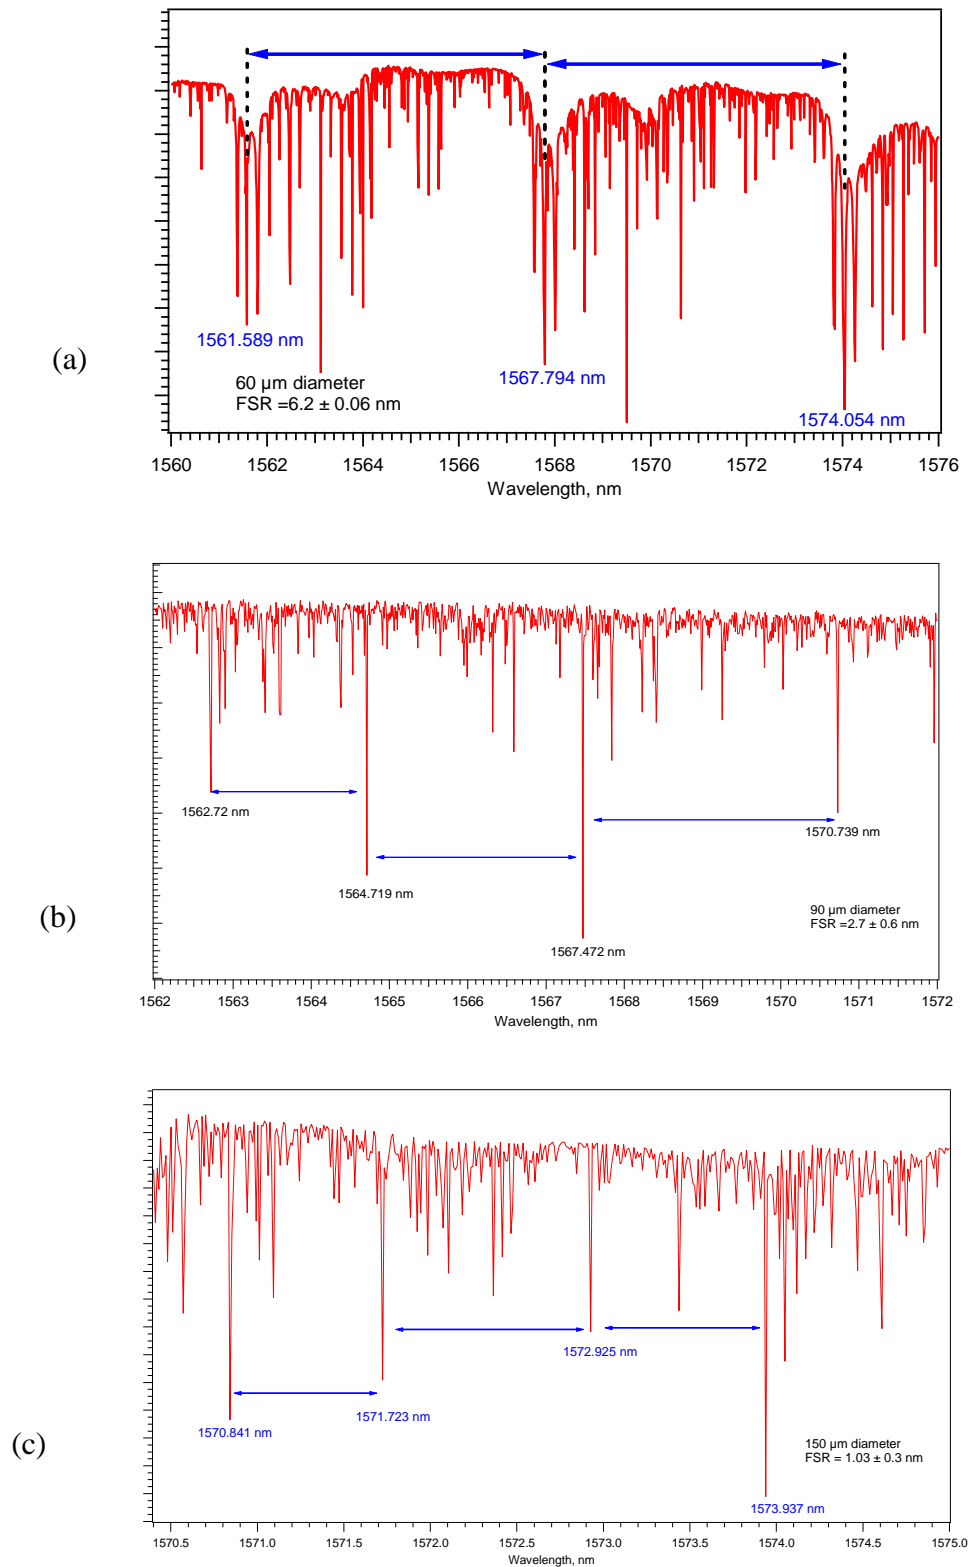 1561.589 nm
(a)
60 µm diameter
FSR =6.2 ± 0.06 nm
1567.794 nm
1574.054 nm
1560 1562 1564 1566 1568 1570 1572 1574 1576
Wavelength, nm
1562.72 nm
1570.739 nm
1564.719 nm
(b)
90 µm diameter
FSR =2.7 ± 0.6 nm
1567.472 nm
1562 1563 1564 1565 1566 1567 1568 1569 1570 1571 1572
Wavelength, nm
1572.925 nm
1571.723 nm
1570.841 nm
(c)
150 µm diameter
FSR = 1.03 ± 0.3 nm
1573.937 nm
1570.5 1571.0 1571.5 1572.0 1572.5 1573.0 1573.5 1574.0 1574.5 1575.0
Wavelength, nm